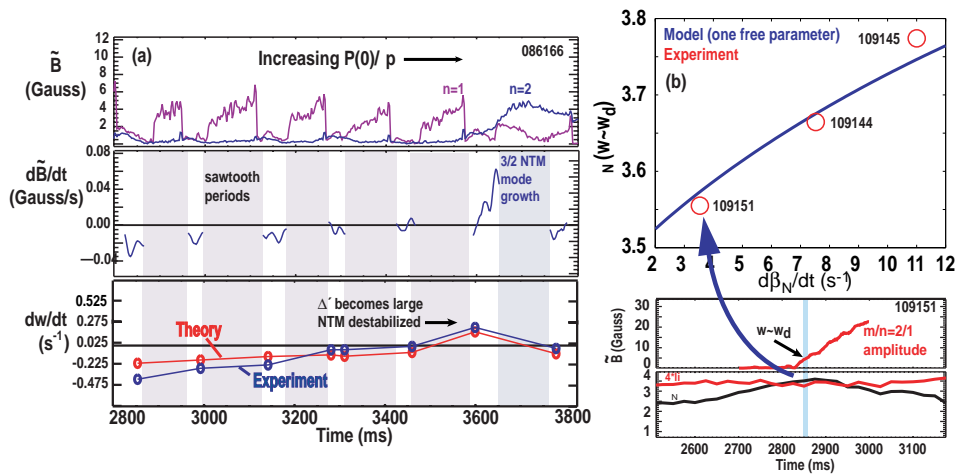 (a)
Increasing P(0)/ p
086166
B̃
(Gauss)
12
10
8
6
4
2
0
n=1
n=2
dB̃/dt
(Gauss/s)
0.08
0.04
0.00
—0.04
sawtooth
periods
3/2 NTM
mode
growth
dw/dt
(s⁻¹)
0.525
0.275
0.025
-0.225
-0.475
Theory
Experiment
Δ´ becomes large
NTM destabilized
2800 3000 3200 3400 3600 3800
Time (ms)
Model (one free parameter)
Experiment
(b)
109145
109144
109151
N (w~wd)
3.8
3.7
3.6
3.5
2 3 4 5 6 7 8 9 10 11 12
dβN/dt (s⁻¹)
109151
B̃ (Gauss)
30
20
10
0
w~wd
m/n=2/1
amplitude
4*li
N
4
3
2
1
2600 2700 2800 2900 3000 3100
Time (ms)